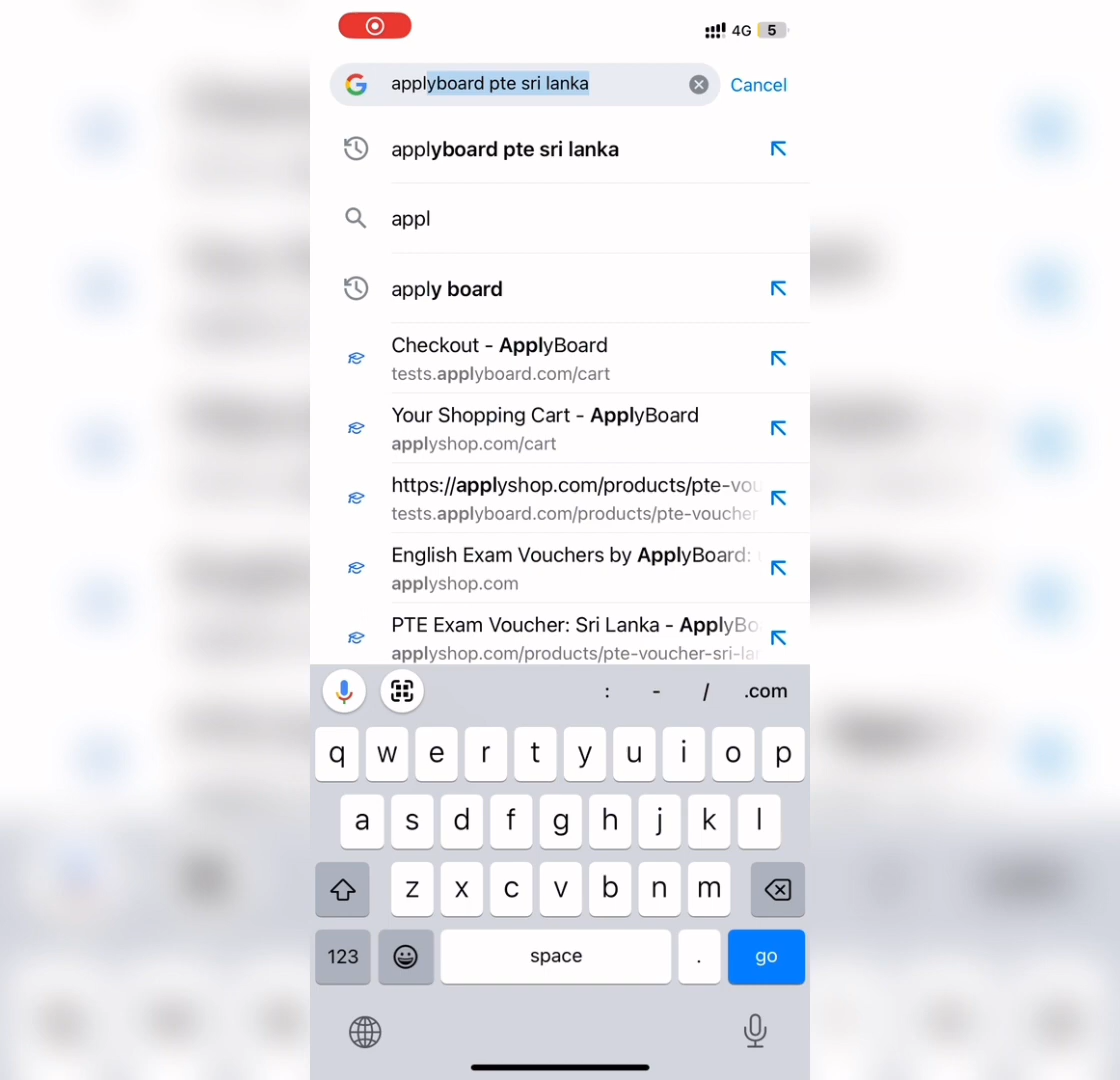 4G 5
applyboard pte sri lanka
Cancel
applyboard pte sri lanka
appl
apply board
Checkout - ApplyBoard
tests.applyboard.com/cart
Your Shopping Cart - ApplyBoard
applyshop.com/cart
https://applyshop.com/products/pte-vou
tests.applyboard.com/products/pte-voucher
English Exam Vouchers by ApplyBoard:
applyshop.com
PTE Exam Voucher: Sri Lanka - ApplyBo
applyshop.com/products/pte-voucher-sri-la
: - / .com
q w e r t y u i o p
a s d f g h j k l
z x c v b n m
123 space . go